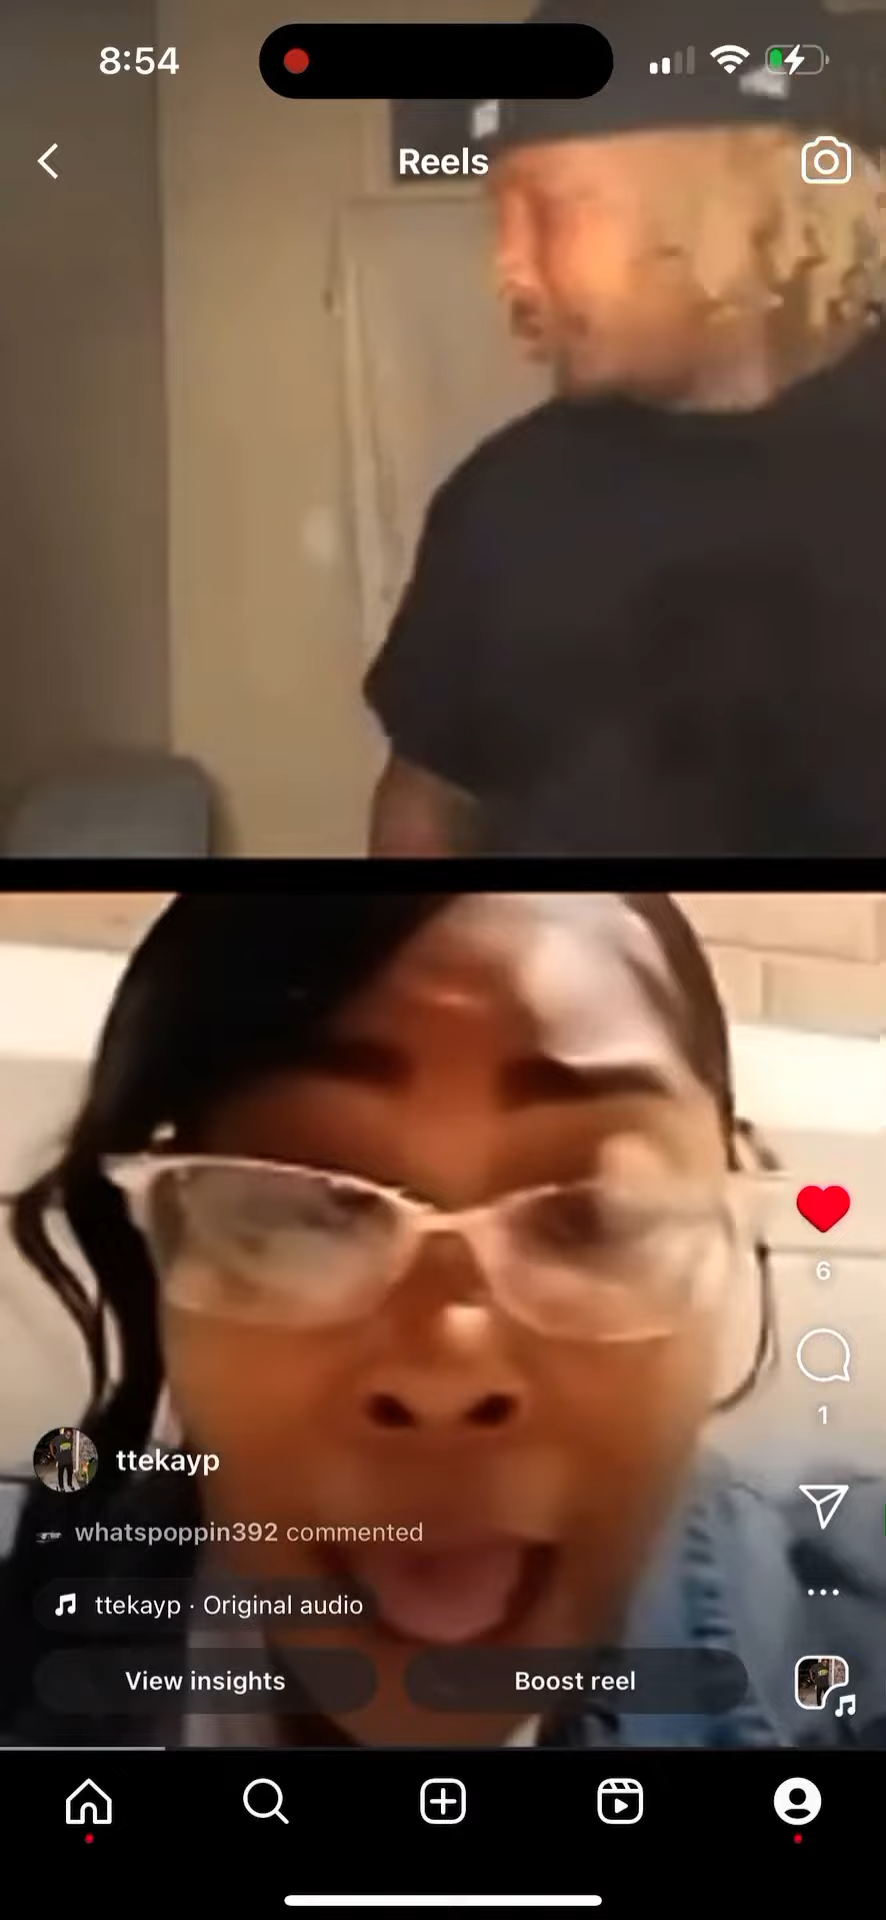 8:54
Reels
6
1
ttekayp
whatspoppin392 commented
ttekayp · Original audio
View insights
Boost reel